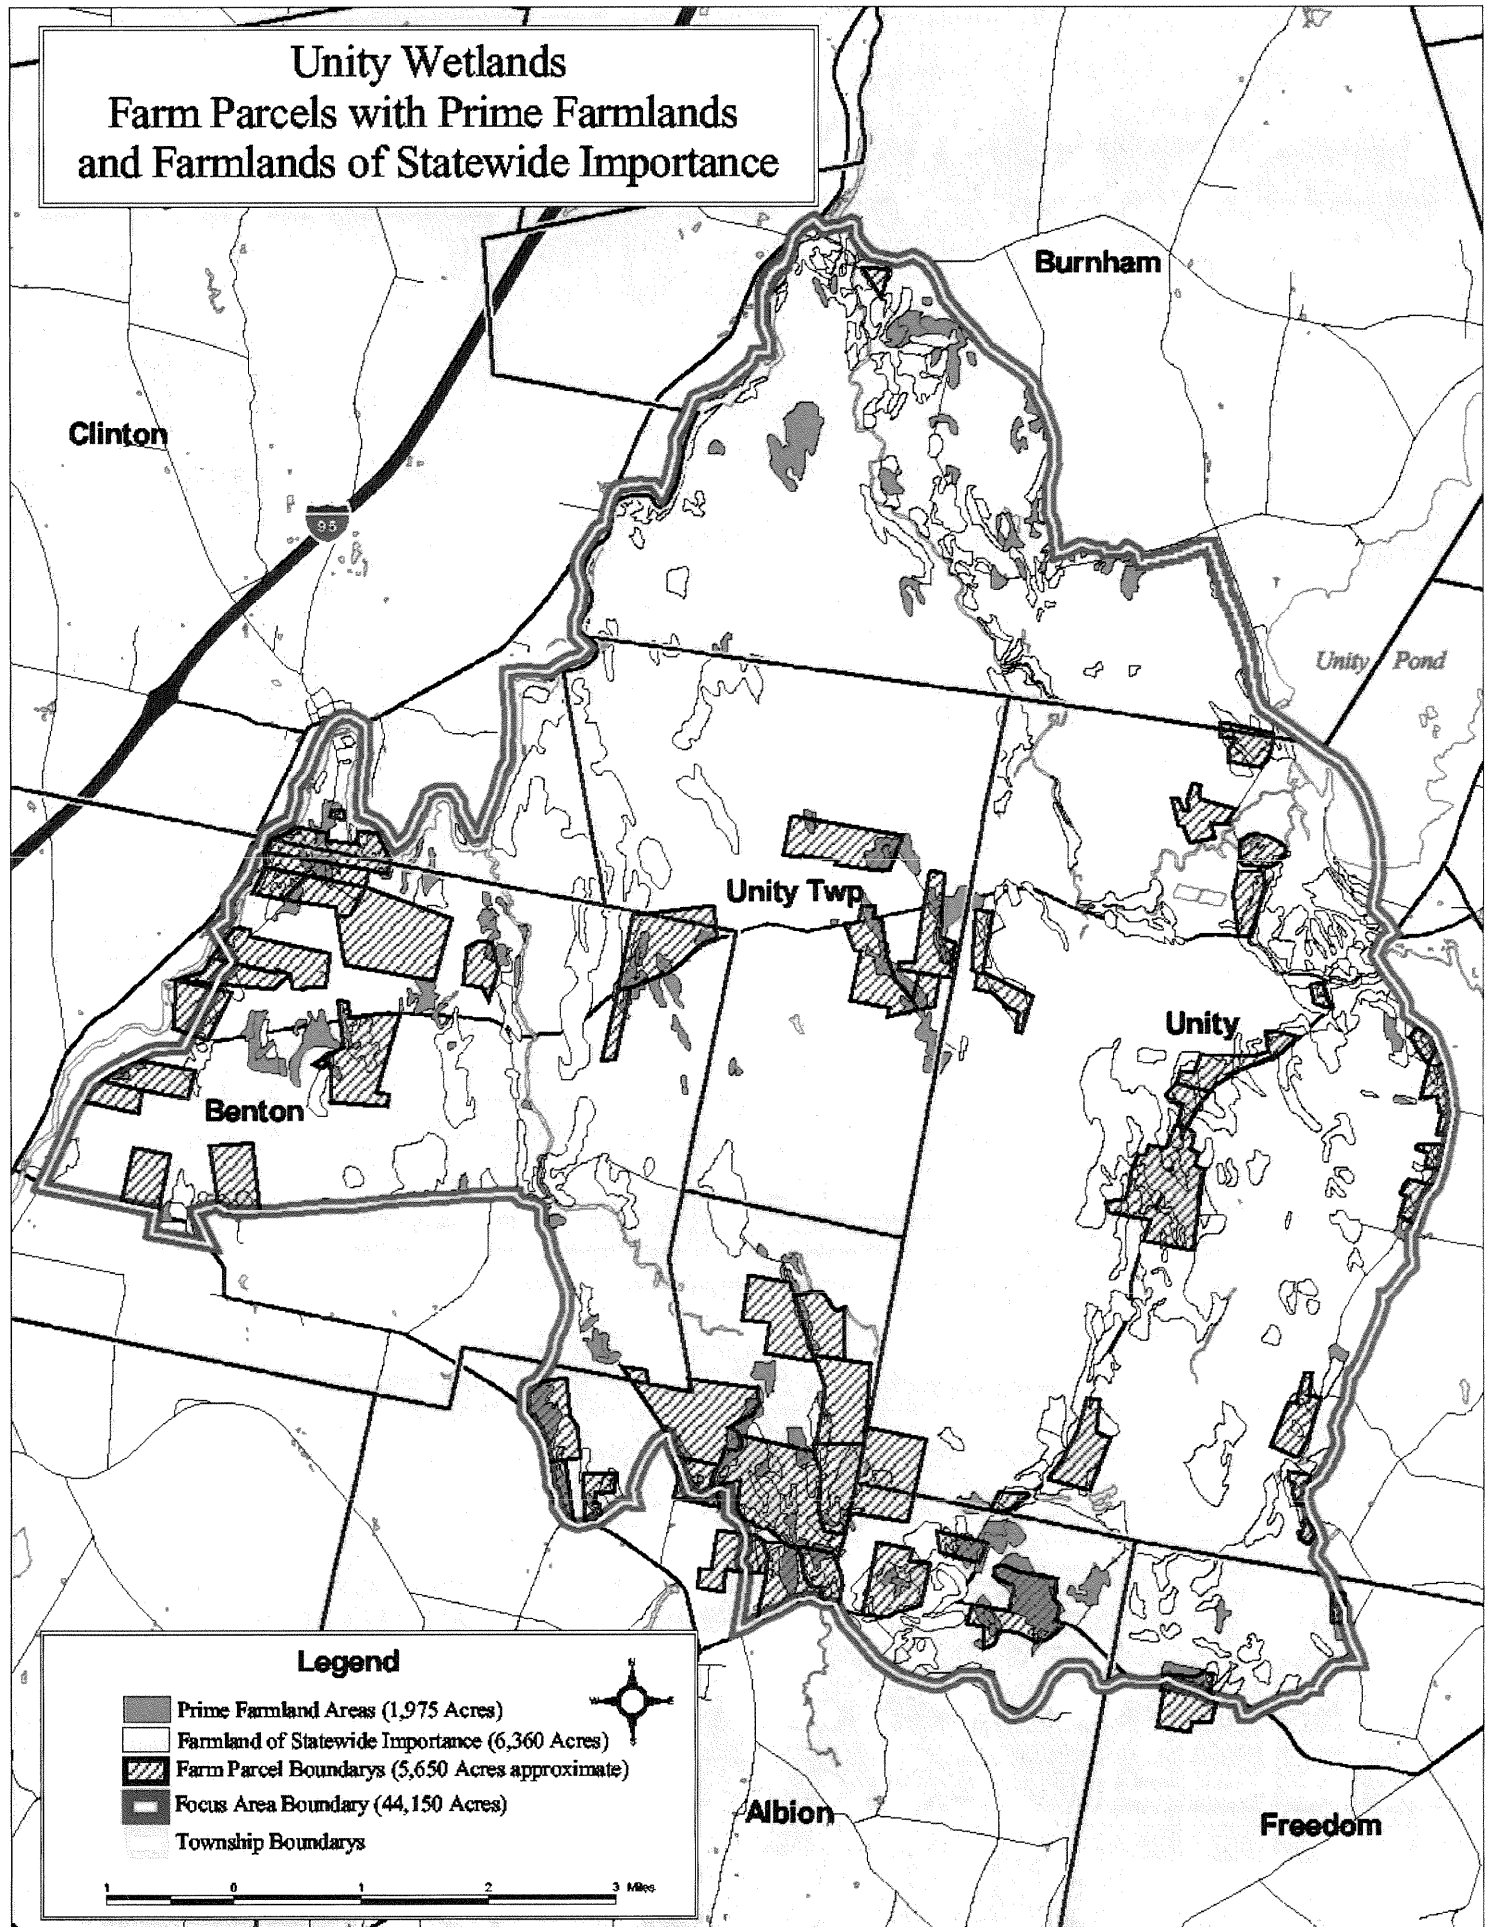 Unity Wetlands
Farm Parcels with Prime Farmlands
and Farmlands of Statewide Importance
Burnham
Clinton
95
Unity Pond
Unity Twp
Unity
Benton
Legend
N
W E
S
Prime Farmland Areas (1,975 Acres)
Farmland of Statewide Importance (6,360 Acres)
Farm Parcel Boundarys (5,650 Acres approximate)
Focus Area Boundary (44,150 Acres)
Township Boundarys
1 0 1 2 3 Miles
Albion
Freedom